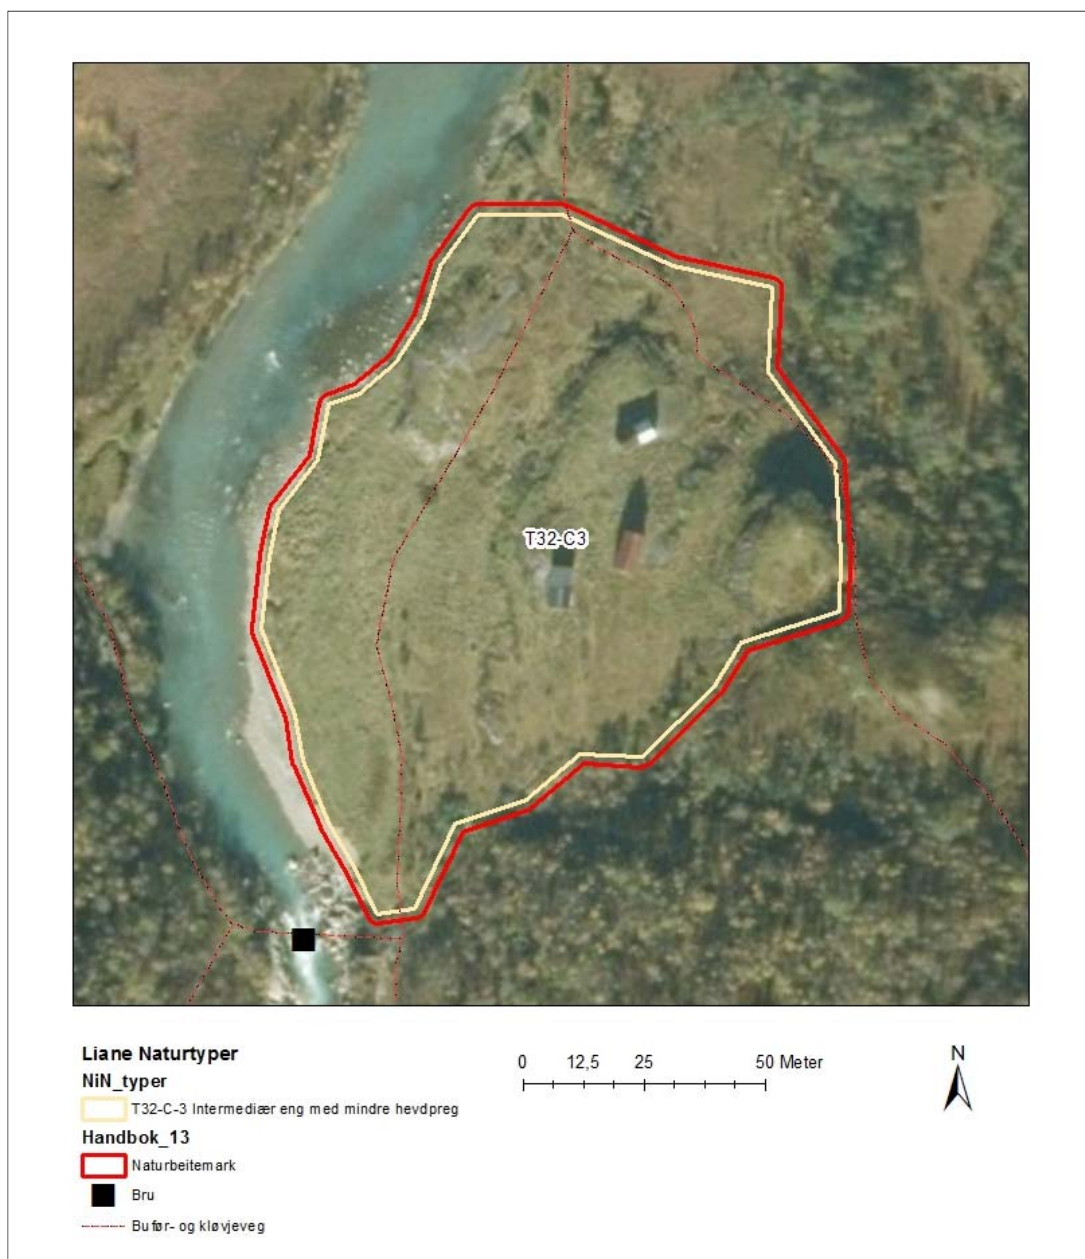 T32-C3
Liane Naturtyper
NiN_typer
T32-C-3 Intermediær eng med mindre hevdpreg
Handbok_13
Naturbeitemark
Bru
Bufør- og kløvjeveg
0 12,5 25 50 Meter
N